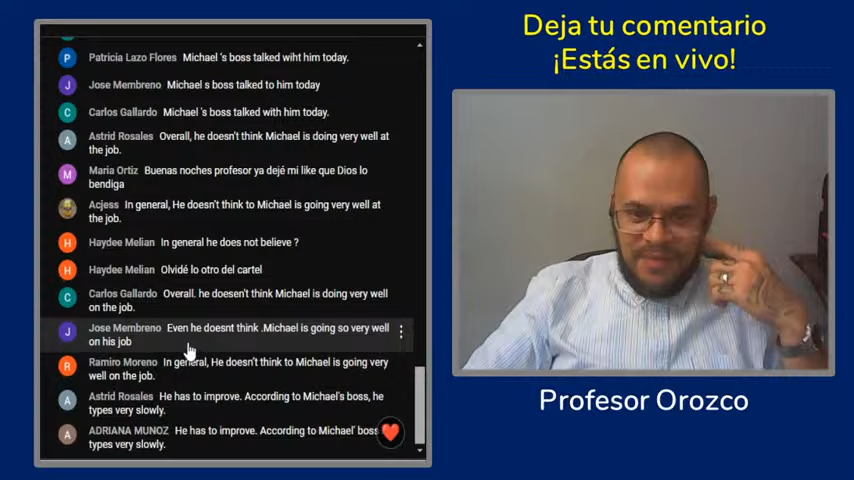 Deja tu comentario
¡Estás en vivo!
P Patricia Lazo Flores Michael 's boss talked wiht him today.
J Jose Membreno Michael s boss talked to him today
C Carlos Gallardo Michael 's boss talked with him today.
A Astrid Rosales Overall, he doesn't think Michael is doing very well at
the job.
M Maria Ortiz Buenas noches profesor ya dejé mi like que Dios lo
bendiga
Acjess In general, He doesn't think to Michael is going very well at
the job.
H Haydee Melian In general he does not believe ?
H Haydee Melian Olvidé lo otro del cartel
C Carlos Gallardo Overall. he doesen't think Michael is doing very well
on the job.
J Jose Membreno Even he doesnt think .Michael is going so very well
on his job
R Ramiro Moreno In general, He doesn't think to Michael is going very
well on the job.
A Astrid Rosales He has to improve. According to Michael's boss, he
types very slowly.
A ADRIANA MUNOZ He has to improve. According to Michael' boss
types very slowly.
Profesor Orozco